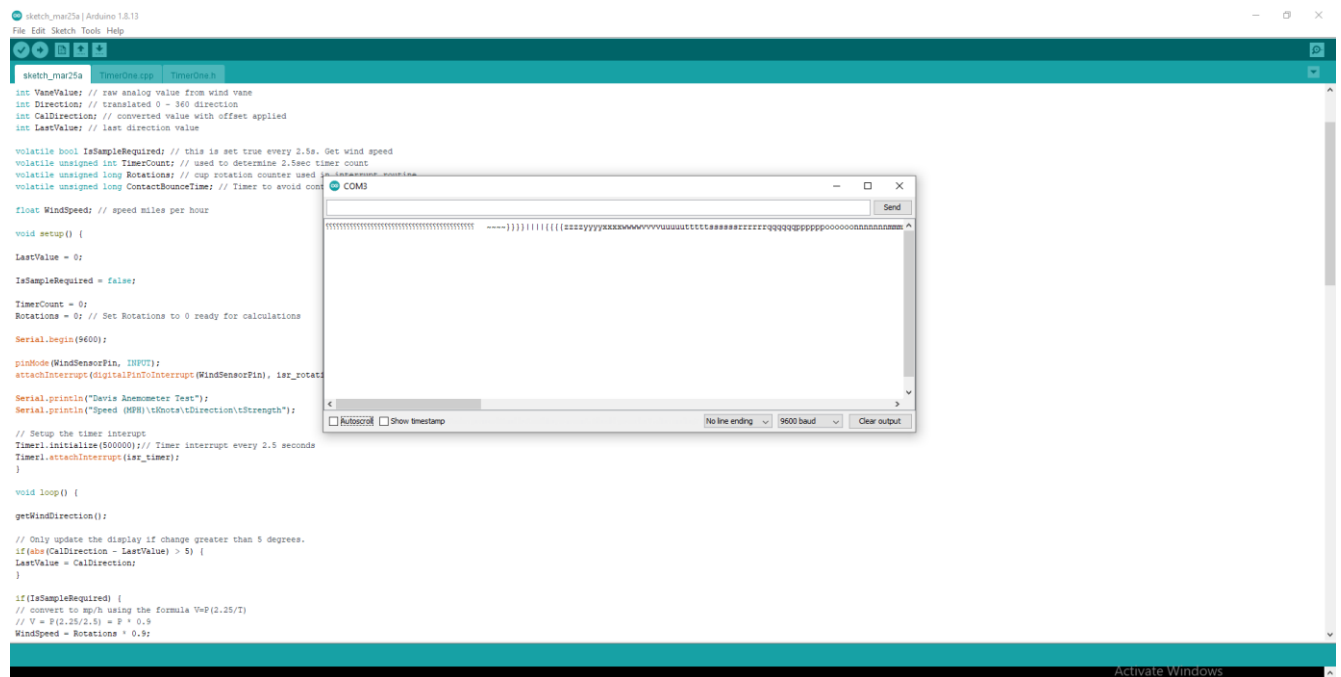 sketch_mar25a | Arduino 1.8.13
File Edit Sketch Tools Help
sketch_mar25a TimerOne.cpp TimerOne.h
int VaneValue; // raw analog value from wind vane
int Direction; // translated 0 - 360 direction
int CalDirection; // converted value with offset applied
int LastValue; // last direction value
volatile bool IsSampleRequired; // this is set true every 2.5s. Get wind speed
volatile unsigned int TimerCount; // used to determine 2.5sec timer count
volatile unsigned long Rotations; // cup rotation counter used in interrupt routine
volatile unsigned long ContactBounceTime; // Timer to avoid cont
float WindSpeed; // speed miles per hour
void setup() {
LastValue = 0;
IsSampleRequired = false;
TimerCount = 0;
Rotations = 0; // Set Rotations to 0 ready for calculations
Serial.begin(9600);
pinMode(WindSensorPin, INPUT);
attachInterrupt(digitalPinToInterrupt(WindSensorPin), isr_rotati
Serial.println("Davis Anemometer Test");
Serial.println("Speed (MPH)\tKnots\tDirection\tStrength");
// Setup the timer interupt
Timer1.initialize(500000);// Timer interrupt every 2.5 seconds
Timer1.attachInterrupt(isr_timer);
}
void loop() {
getWindDirection();
// Only update the display if change greater than 5 degrees.
if(abs(CalDirection - LastValue) > 5) {
LastValue = CalDirection;
}
if(IsSampleRequired) {
// convert to mp/h using the formula V=P(2.25/T)
// V = P(2.25/2.5) = P * 0.9
WindSpeed = Rotations * 0.9;
COM3
Send
~~~~}}}}||||{{{{zzzzyyyyxxxxwwwwvvvvuuuuutttttssssssrrrrrrqqqqqqppppppoooooonnnnnnnmmm
Autoscroll Show timestamp No line ending 9600 baud Clear output
Activate Windows